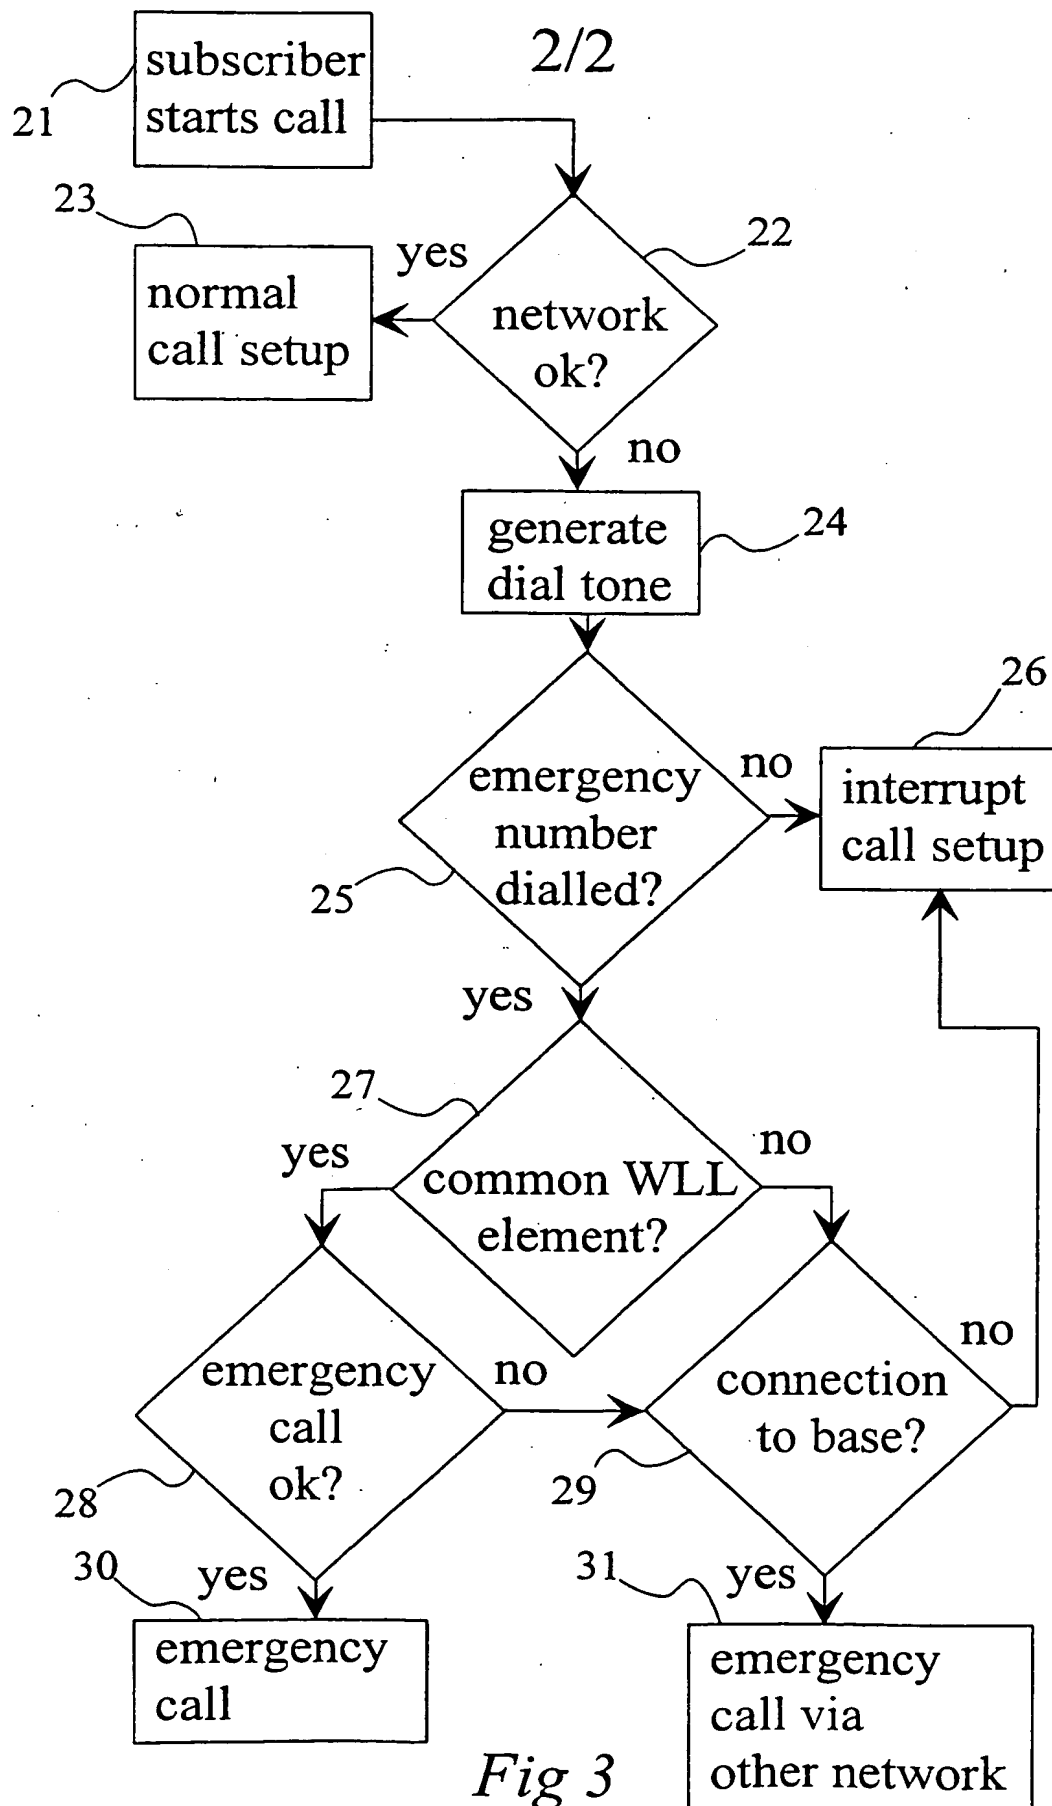 2/2
subscriber
starts call
21
23
yes
22
normal
call setup
network
ok?
no
generate
dial tone
24
26
no
emergency
number
dialled?
interrupt
call setup
25
yes
27
yes
no
common WLL
element?
no
emergency
call
ok?
no
connection
to base?
28
29
30
yes
31
yes
emergency
call
emergency
call via
other network
Fig 3